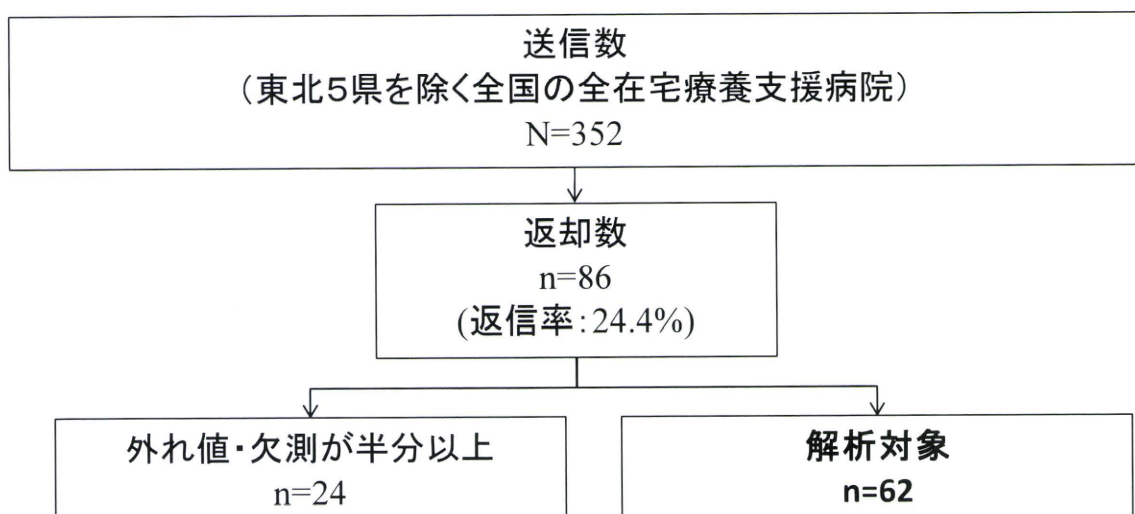 送信数
（東北5県を除く全国の全在宅療養支援病院）
N=352
返却数
n=86
(返信率:24.4%)
外れ値・欠測が半分以上
n=24
解析対象
n=62